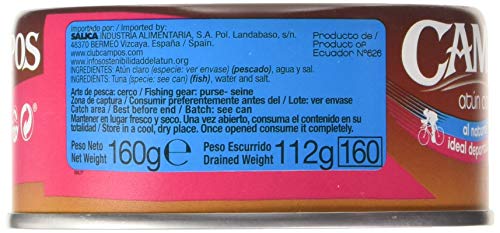 Importado por / Imported by:
SALICA INDUSTRIA ALIMENTARIA, S.A. Pol. Landabaso, s/n.
48370 BERMEO Vizcaya. España / Spain.
www.clubcampos.com
www.infosostenibilidaddelatun.org
INGREDIENTES: Atún claro (especie: ver envase) (pescado), agua y sal.
INGREDIENTS: Tuna (specie: see can) (fish), water and salt.
Producto de /
Product of
Ecuador Nº626
Arte de pesca: cerco / Fishing gear: purse- seine
Zona de captura / Consumir preferentemente antes del / Lote: ver envase
Catch area / Best before end / Batch: see can
Mantener en lugar fresco y seco. Una vez abierto, consuma el contenido en su
totalidad / Store in a cool, dry place. Once opened consume it completely.
Peso Neto
Net Weight 160g e
Peso Escurrido
Drained Weight 112g 160
POS
CAM
atún c
al natur
ideal deporti